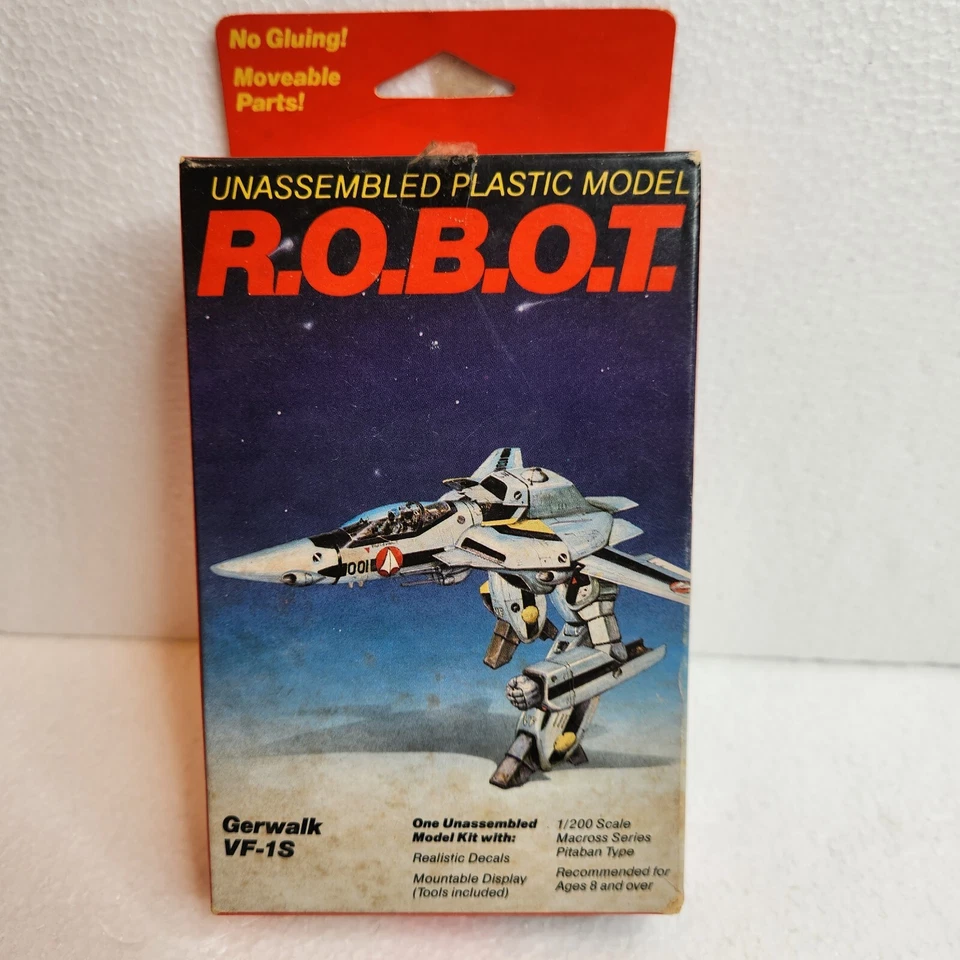 No Gluing!
Moveable
Parts!
UNASSEMBLED PLASTIC MODEL
R.O.B.O.T.
001
Gerwalk
VF-1S
One Unassembled
Model Kit with:
Realistic Decals
Mountable Display
(Tools included)
1/200 Scale
Macross Series
Pitaban Type
Recommended for
Ages 8 and over